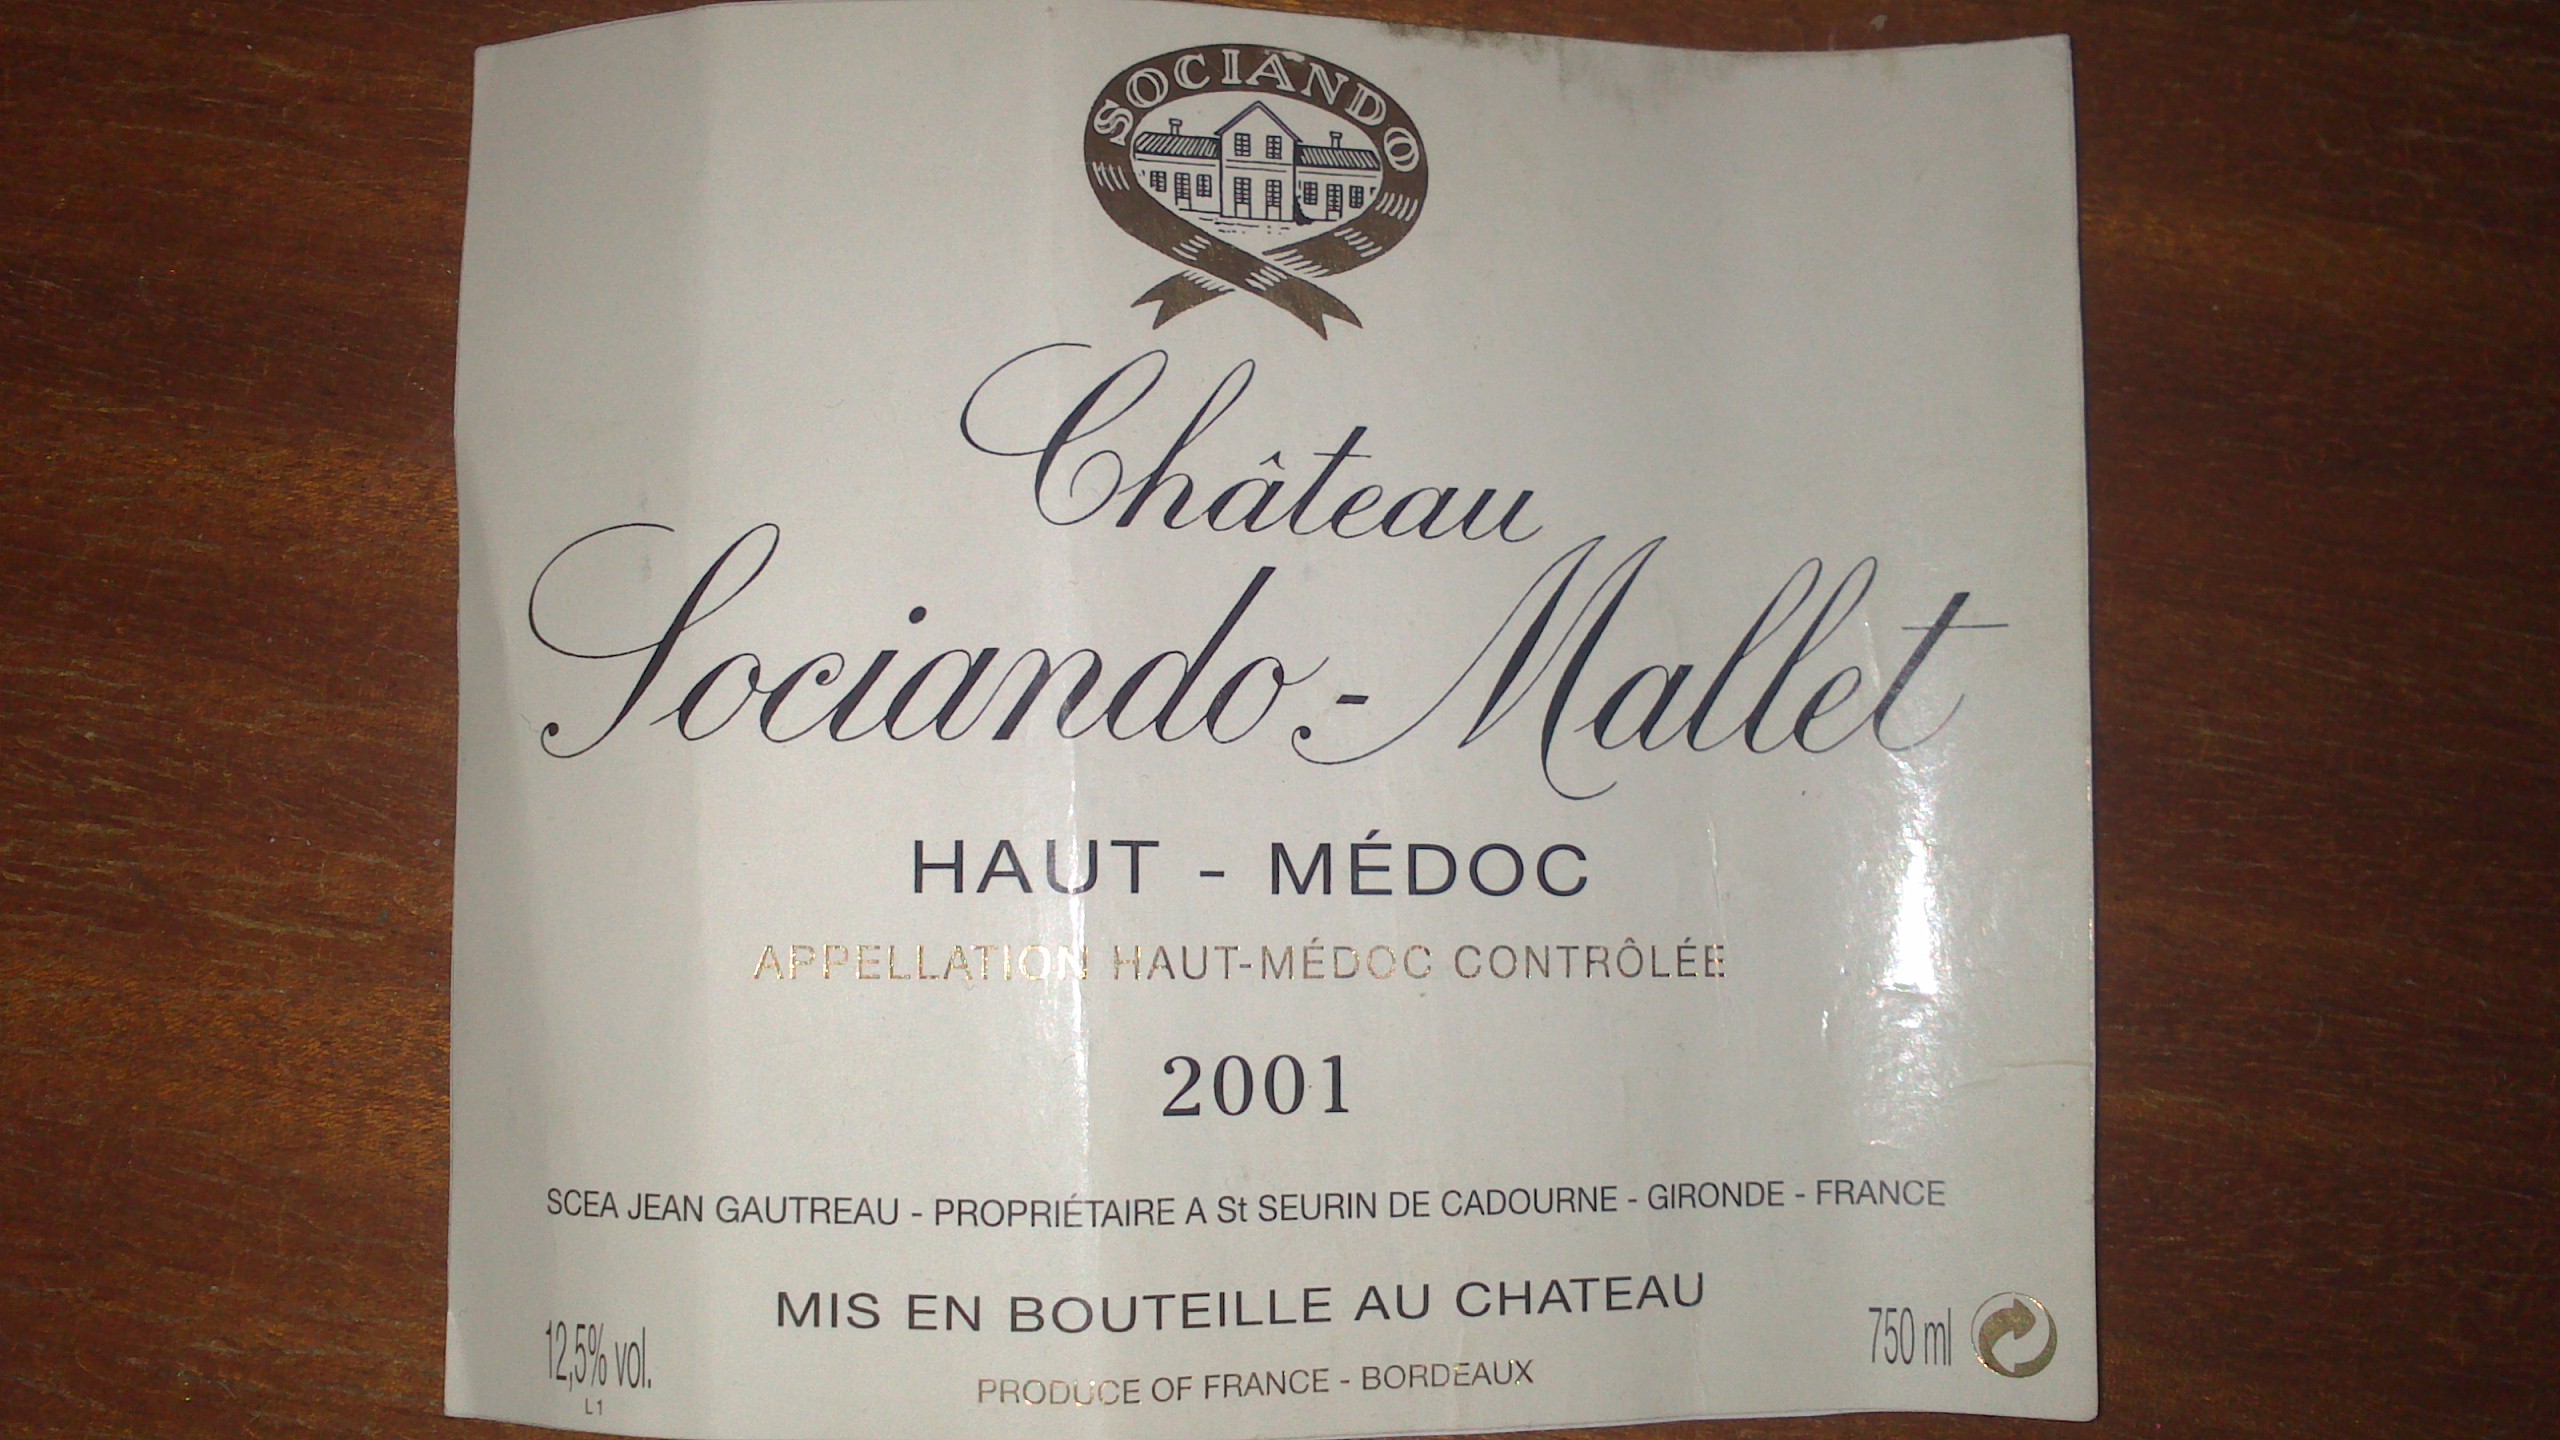 SOCIANDO
Château
Sociando-Mallet
HAUT - MÉDOC
APPELLATION HAUT-MÉDOC CONTRÔLÉE
2001
SCEA JEAN GAUTREAU - PROPRIÉTAIRE A St SEURIN DE CADOURNE - GIRONDE - FRANCE
MIS EN BOUTEILLE AU CHATEAU
12,5% vol.
750 ml
L1
PRODUCE OF FRANCE - BORDEAUX